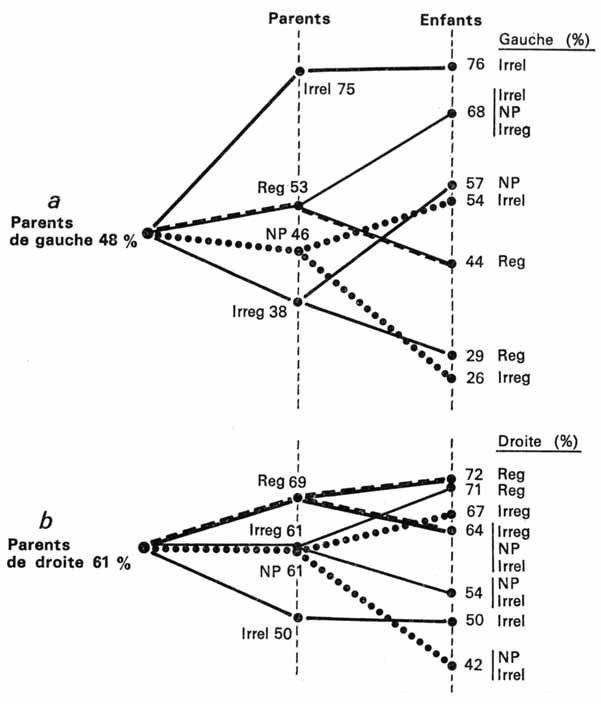 Parents Enfants
Gauche (%)
76 Irrel
Irrel 75
Irrel
68 NP
Irreg
57 NP
Reg 53
54 Irrel
a
Parents
de gauche 48 %
NP 46
44 Reg
Irreg 38
29 Reg
26 Irreg
Droite (%)
72 Reg
Reg 69
71 Reg
67 Irreg
b
Irreg 61
64 Irreg
NP
Irrel
Parents
de droite 61 %
NP 61
54 NP
Irrel
50 Irrel
Irrel 50
42 NP
Irrel